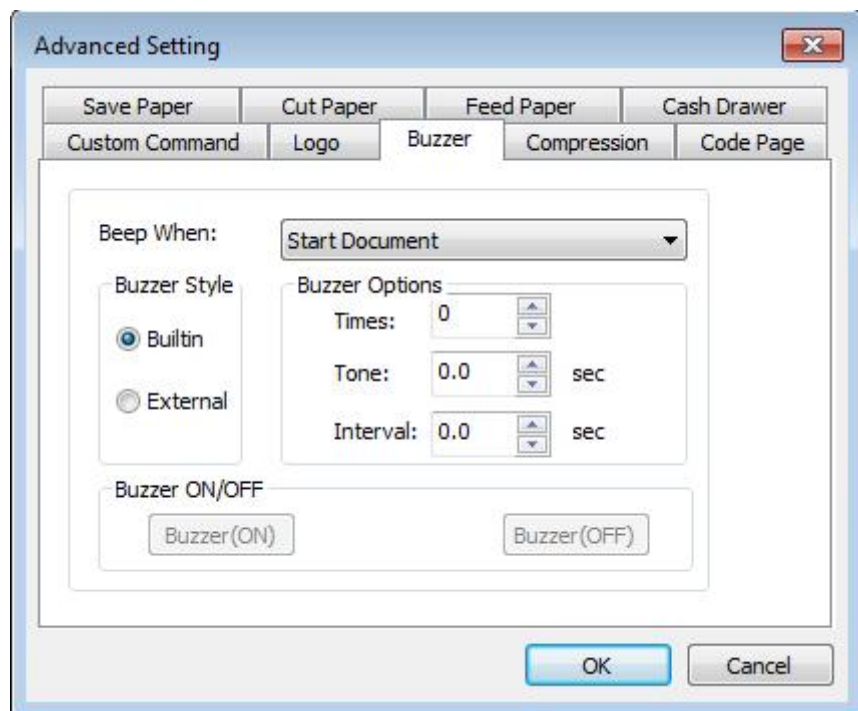 Advanced Setting
Save Paper Cut Paper Feed Paper Cash Drawer
Custom Command Logo Buzzer Compression Code Page
Beep When: Start Document
Buzzer Style Buzzer Options
Times: 0
Builtin
Tone: 0.0 sec
External
Interval: 0.0 sec
Buzzer ON/OFF
Buzzer(ON) Buzzer(OFF)
OK Cancel